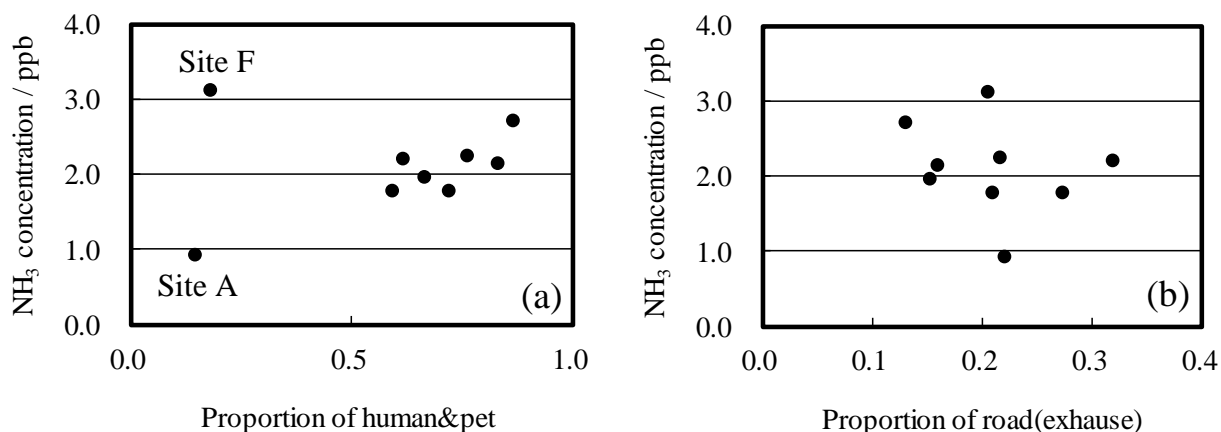 4.0
3.0
2.0
1.0
0.0
NH₃ concentration / ppb
Site F
Site A
(a)
0.0 0.5 1.0
Proportion of human&pet
4.0
3.0
2.0
1.0
0.0
NH₃ concentration / ppb
(b)
0.0 0.1 0.2 0.3 0.4
Proportion of road(exhause)